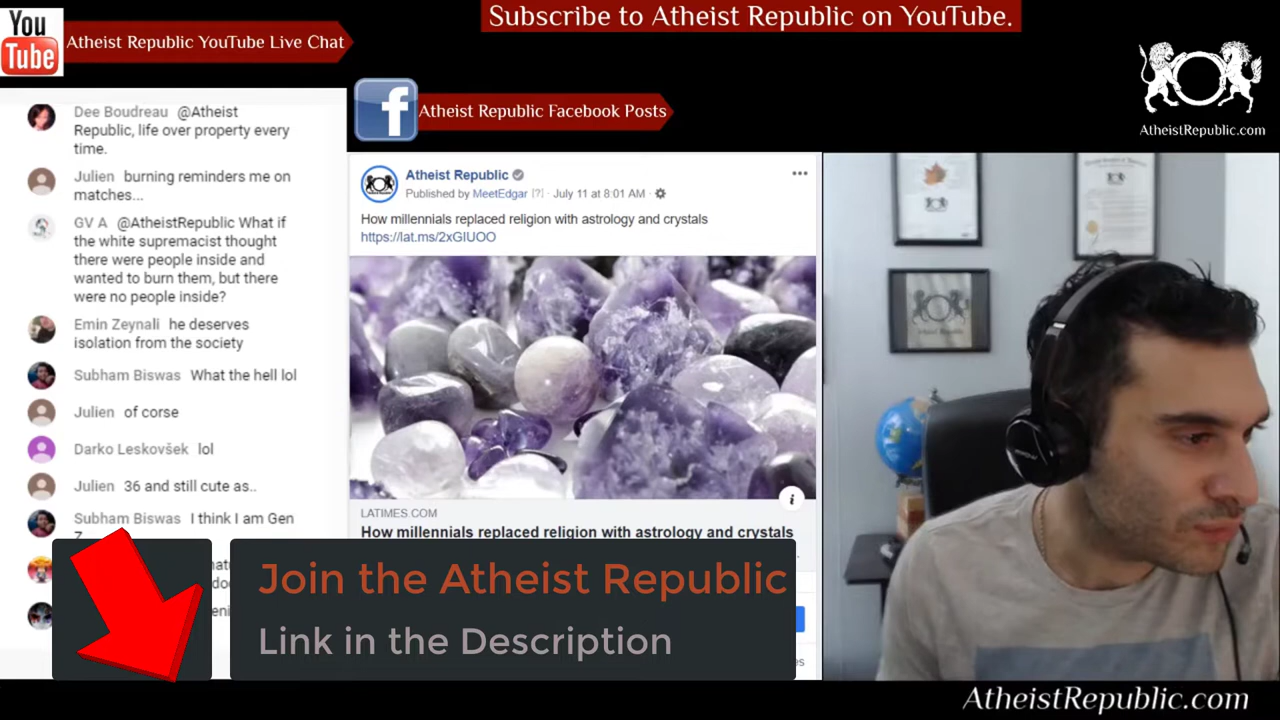 Subscribe to Atheist Republic on YouTube.
You
Tube
Atheist Republic YouTube Live Chat
AtheistRepublic.com
f
Atheist Republic Facebook Posts
Dee Boudreau @Atheist
Republic, life over property every
time.
Julien burning reminders me on
matches...
GV A @AtheistRepublic What if
the white supremacist thought
there were people inside and
wanted to burn them, but there
were no people inside?
Emin Zeynali he deserves
isolation from the society
Subham Biswas What the hell lol
Julien of corse
Darko Leskovšek lol
Julien 36 and still cute as..
Subham Biswas I think I am Gen
Atheist Republic
Published by MeetEdgar [?] · July 11 at 8:01 AM ·
How millennials replaced religion with astrology and crystals
https://lat.ms/2xGIUOO
LATIMES.COM
How millennials replaced religion with astrology and crystals
Join the Atheist Republic
Link in the Description
AtheistRepublic.com